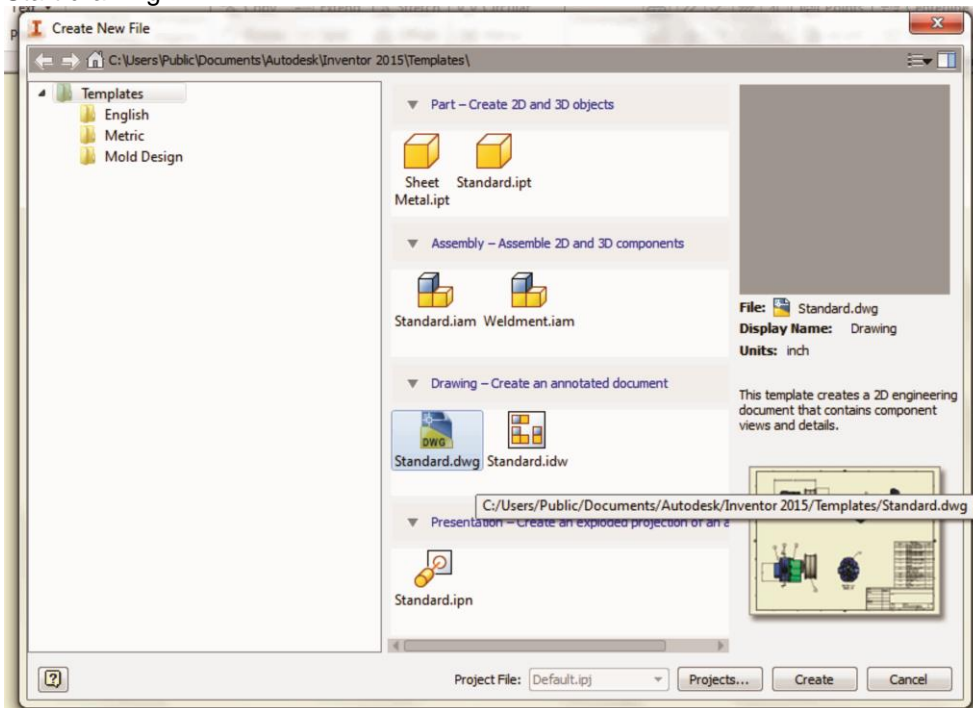 Create New File
C:\Users\Public\Documents\Autodesk\Inventor 2015\Templates\
Templates
English
Metric
Mold Design
Part – Create 2D and 3D objects
Sheet Metal.ipt
Standard.ipt
Assembly – Assemble 2D and 3D components
Standard.iam
Weldment.iam
Drawing – Create an annotated document
DWG
Standard.dwg
Standard.idw
C:/Users/Public/Documents/Autodesk/Inventor 2015/Templates/Standard.dwg
Presentation – Create an exploded projection of an a
Standard.ipn
File: Standard.dwg
Display Name: Drawing
Units: inch
This template creates a 2D engineering
document that contains component
views and details.
Project File: Default.ipj
Projects...
Create
Cancel